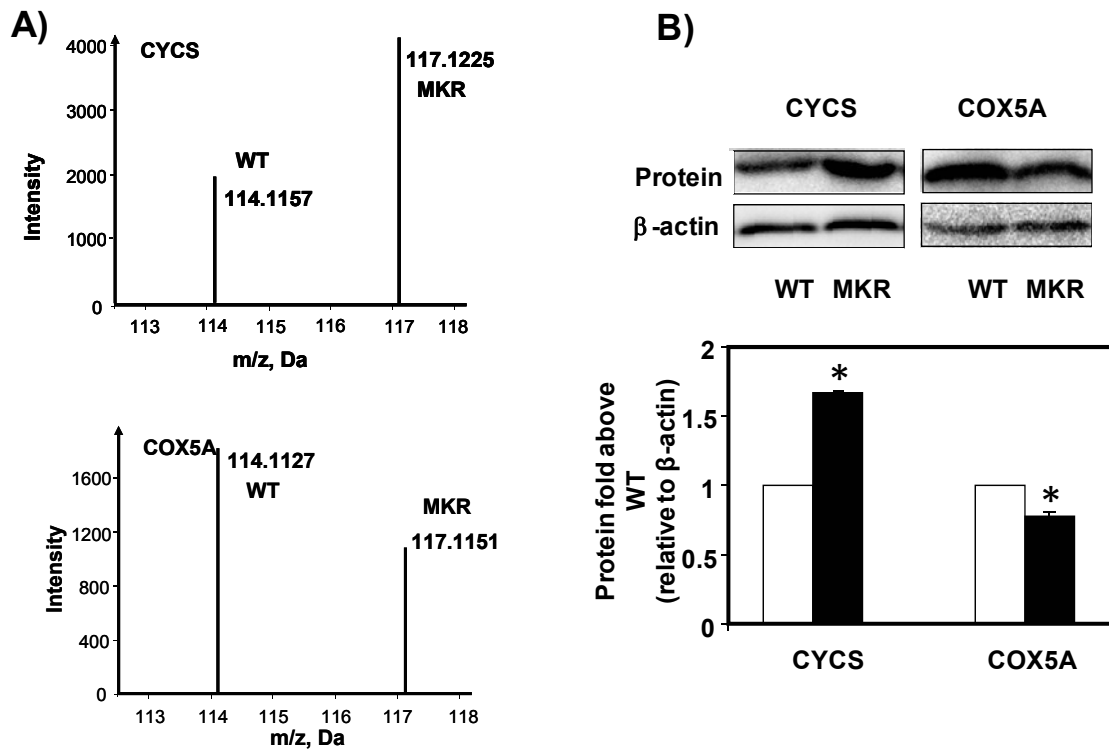 A)
CYCS
4000
3000
2000
1000
0
Intensity
117.1225
MKR
WT
114.1157
113 114 115 116 117 118
m/z, Da
COX5A
1600
1200
800
400
0
Intensity
114.1127
WT
MKR
117.1151
113 114 115 116 117 118
m/z, Da
B)
CYCS COX5A
Protein
β-actin
WT MKR WT MKR
Protein fold above
WT
(relative to β-actin)
2
1.5
1
0.5
0
*
*
CYCS COX5A